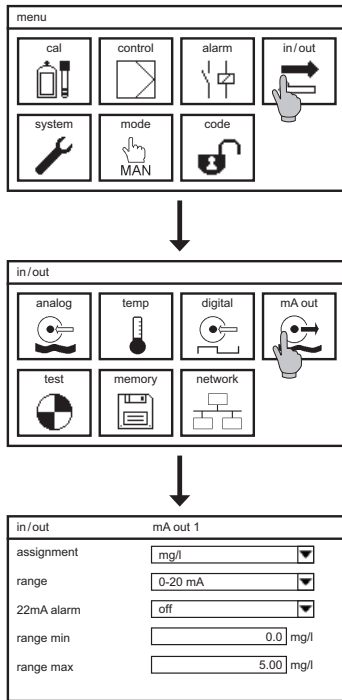 menu
cal control alarm in/out
system mode code
MAN
in/out
analog temp digital mA out
test memory network
in/out mA out 1
assignment mg/l
range 0-20 mA
22mA alarm off
range min 0.0 mg/l
range max 5.00 mg/l